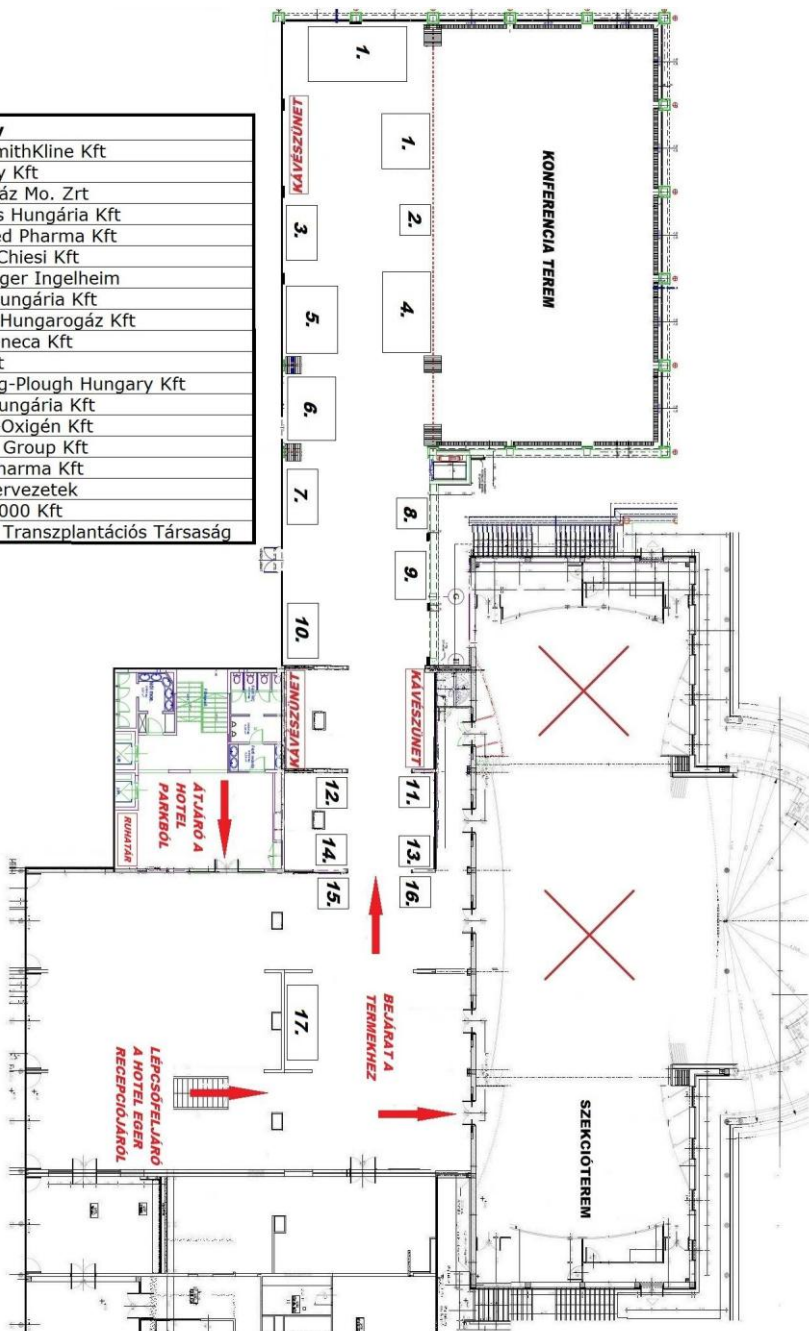 mithKline Kft
y Kft
áz Mo. Zrt
s Hungária Kft
ed Pharma Kft
Chiesi Kft
ger Ingelheim
ungária Kft
Hungarogáz Kft
neca Kft
t
g-Plough Hungary Kft
ungária Kft
Oxigén Kft
Group Kft
harma Kft
ervezetek
000 Kft
Transzplantációs Társaság
1.
KÁVÉSZÜNET
1.
2.
3.
4.
5.
6.
7.
8.
9.
10.
KONFERENCIA TEREM
KÁVÉSZÜNET
KÁVÉSZÜNET
12.
11.
14.
13.
15.
16.
17.
ÁTJÁRÓ A
HOTEL
PARKBÓL
RUHATÁR
BEJÁRAT A
TERMEKHEZ
LÉPCSŐFELJÁRÓ
A HOTEL EGER
RECEPCIÓJÁRÓL
SZEKCIÓTEREM